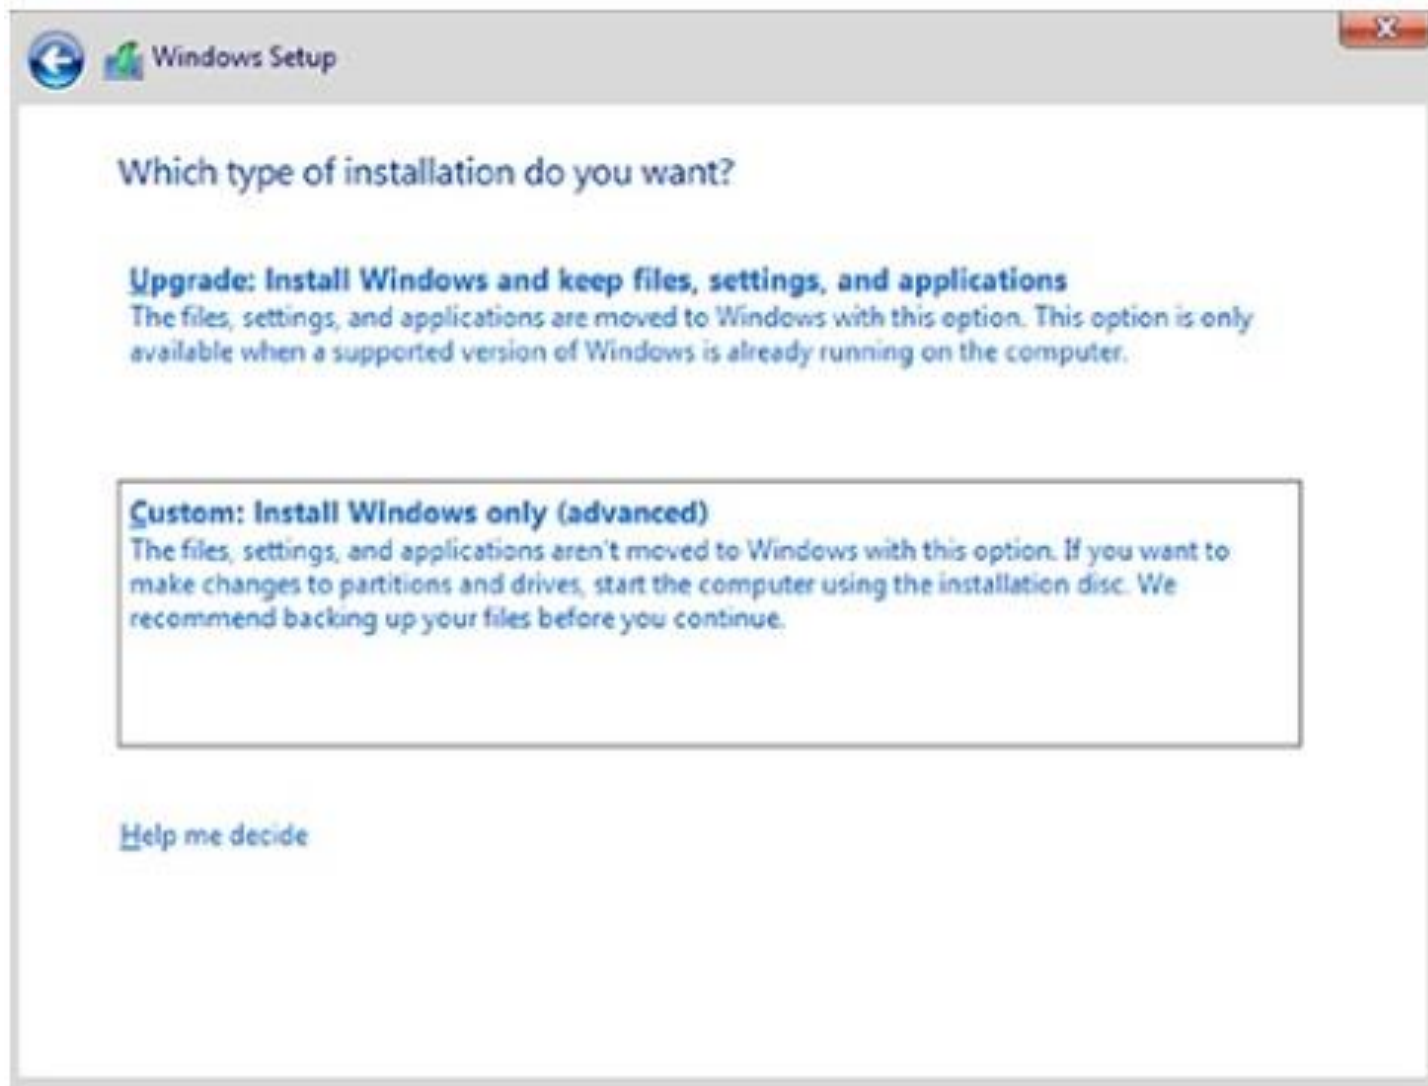 Windows Setup
Which type of installation do you want?
Upgrade: Install Windows and keep files, settings, and applications
The files, settings, and applications are moved to Windows with this option. This option is only
available when a supported version of Windows is already running on the computer.
Custom: Install Windows only (advanced)
The files, settings, and applications aren't moved to Windows with this option. If you want to
make changes to partitions and drives, start the computer using the installation disc. We
recommend backing up your files before you continue.
Help me decide